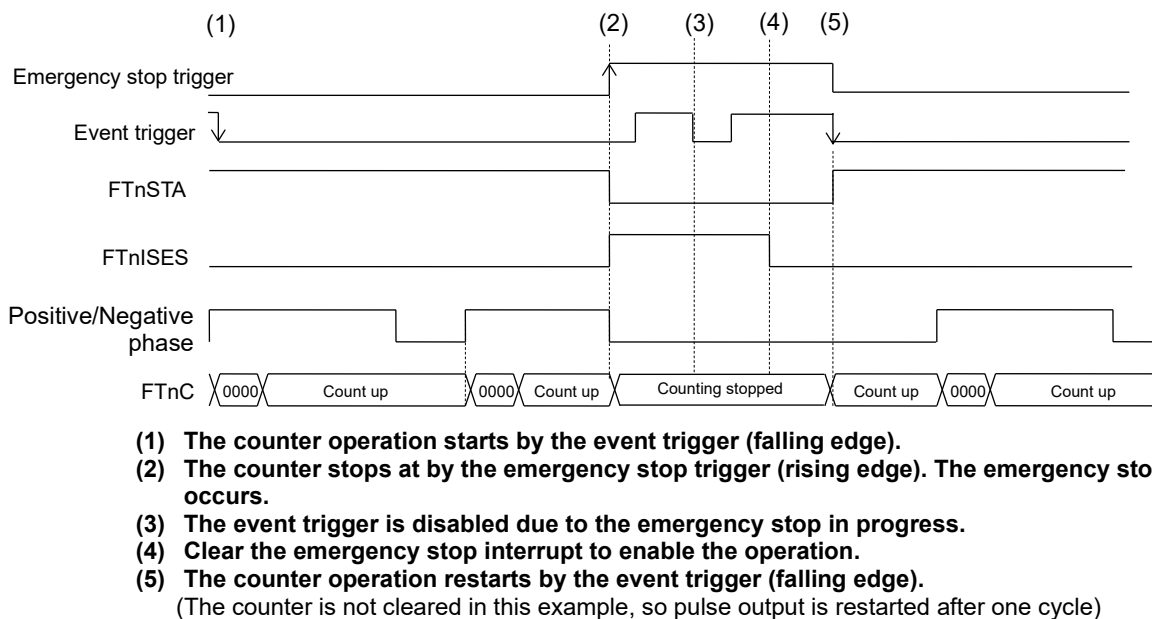 (1) (2) (3) (4) (5)
Emergency stop trigger
Event trigger
FTnSTA
FTnISES
Positive/Negative
phase
FTnC 0000 Count up 0000 Count up Counting stopped Count up 0000 Count up
(1) The counter operation starts by the event trigger (falling edge).
(2) The counter stops at by the emergency stop trigger (rising edge). The emergency
occurs.
(3) The event trigger is disabled due to the emergency stop in progress.
(4) Clear the emergency stop interrupt to enable the operation.
(5) The counter operation restarts by the event trigger (falling edge).
(The counter is not cleared in this example, so pulse output is restarted after one cycle)